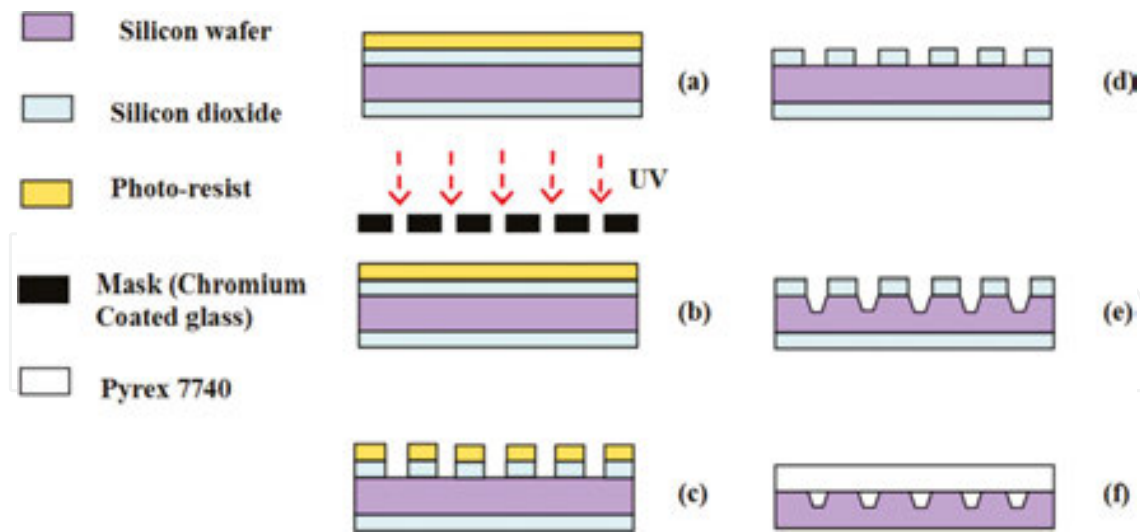 Silicon wafer
Silicon dioxide
Photo-resist
Mask (Chromium
Coated glass)
Pyrex 7740
(a)
UV
(b)
(c)
(d)
(e)
(f)